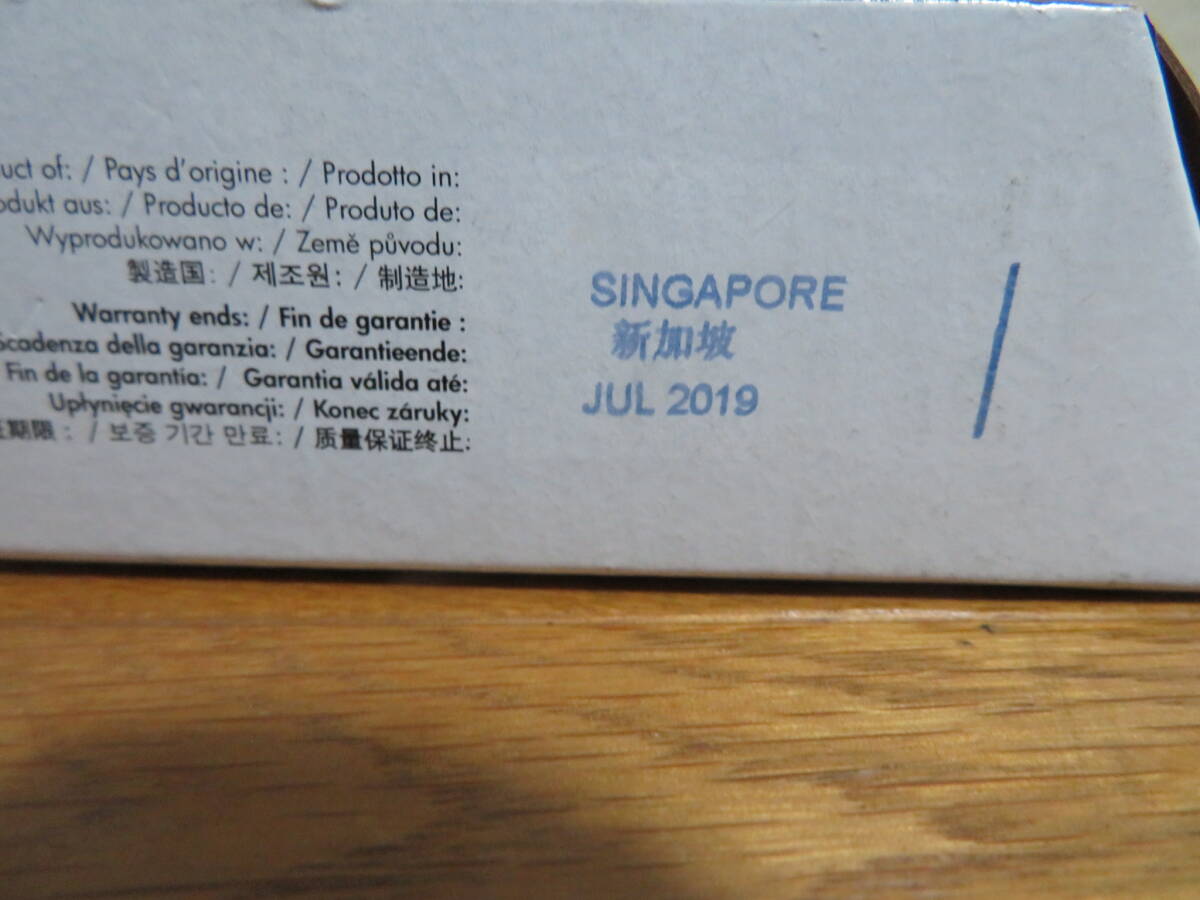 of: / Pays d'origine : / Prodotto in:
aus: / Producto de: / Produto de:
Wyprodukowano w: / Země původu:
製造国: / 제조원: / 制造地:
Warranty ends: / Fin de garantie :
Scadenza della garanzia: / Garantieende:
Fin de la garantía: / Garantia válida até:
Upłynięcie gwarancji: / Konec záruky:
期限 : / 보증 기간 만료: / 质量保证终止:
SINGAPORE
新加坡
JUL 2019
/